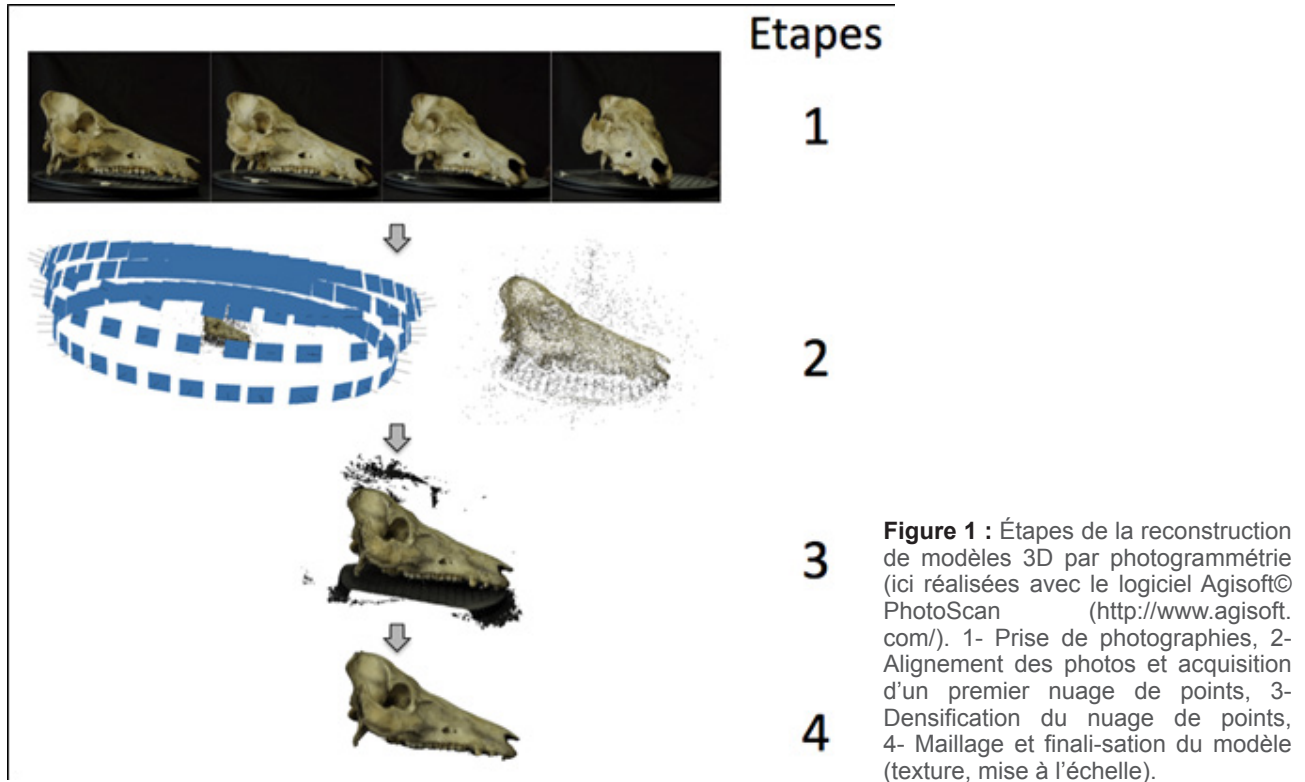 Etapes
1
2
3
4
Figure 1 : Étapes de la reconstruction
de modèles 3D par photogrammétrie
(ici réalisées avec le logiciel Agisoft©
PhotoScan (http://www.agisoft.
com/). 1- Prise de photographies, 2-
Alignement des photos et acquisition
d’un premier nuage de points, 3-
Densification du nuage de points,
4- Maillage et finali-sation du modèle
(texture, mise à l’échelle).